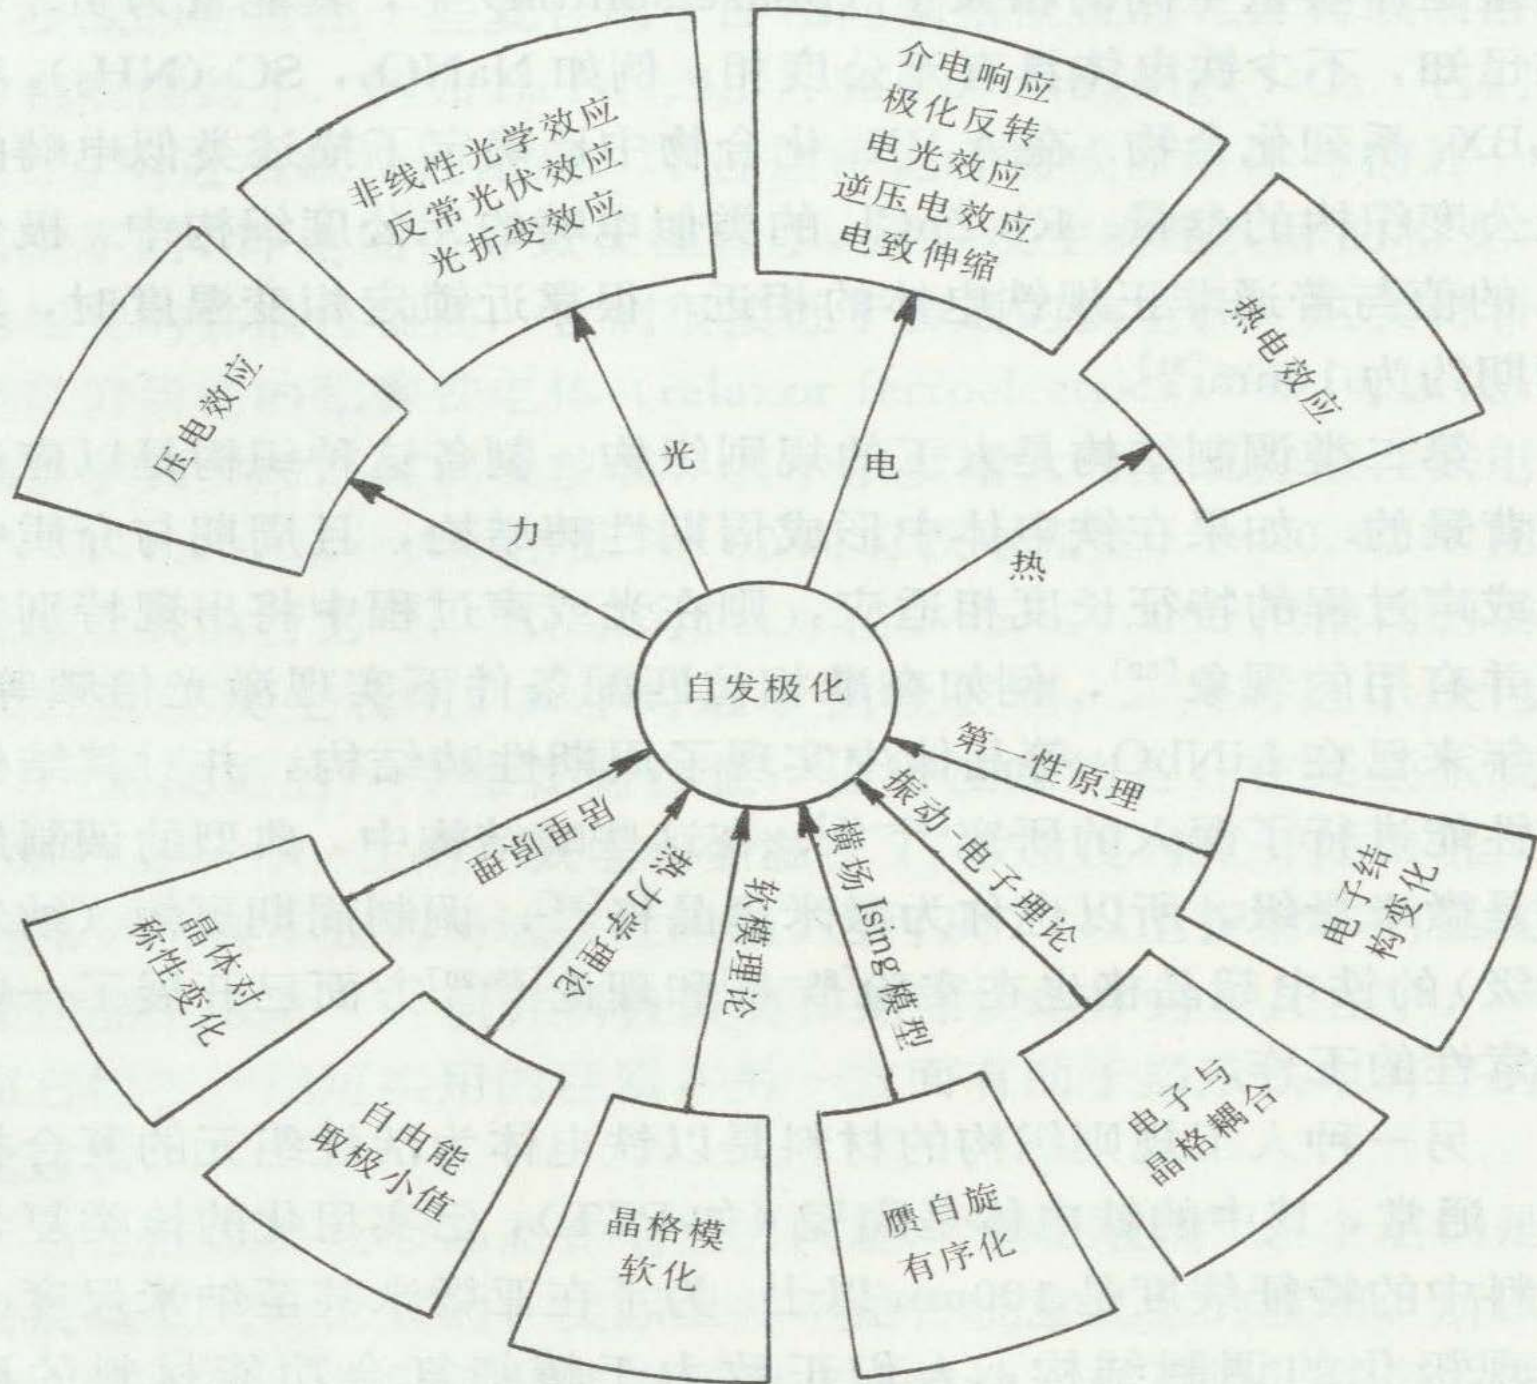 介电响应
极化反转
电光效应
逆压电效应
电致伸缩
非线性光学效应
反常光伏效应
光折变效应
热电效应
压电效应
力
光
电
热
自发极化
居里原理
热力学理论
软模理论
横场 Ising 模型
振动-电子理论
第一性原理
晶体对
称性变化
自由能
取极小值
晶格模
软化
赝自旋
有序化
电子与
晶格耦合
电子结
构变化